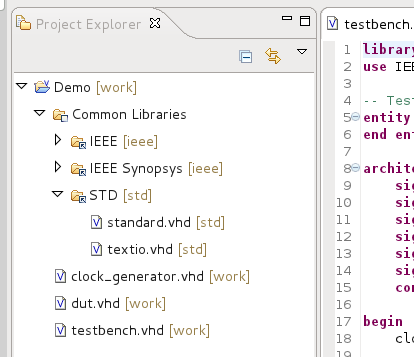 Project Explorer
Demo [work]
Common Libraries
IEEE [ieee]
IEEE Synopsys [ieee]
STD [std]
standard.vhd [std]
textio.vhd [std]
clock_generator.vhd [work]
dut.vhd [work]
testbench.vhd [work]
testbench.
1 library
2 use IEE
3
4 -- Tes
5 entity
6 end ent
7
8 archite
9 sig
10 sig
11 sig
12 sig
13 sig
14 sig
15 con
16
17 begin
18 clo
19